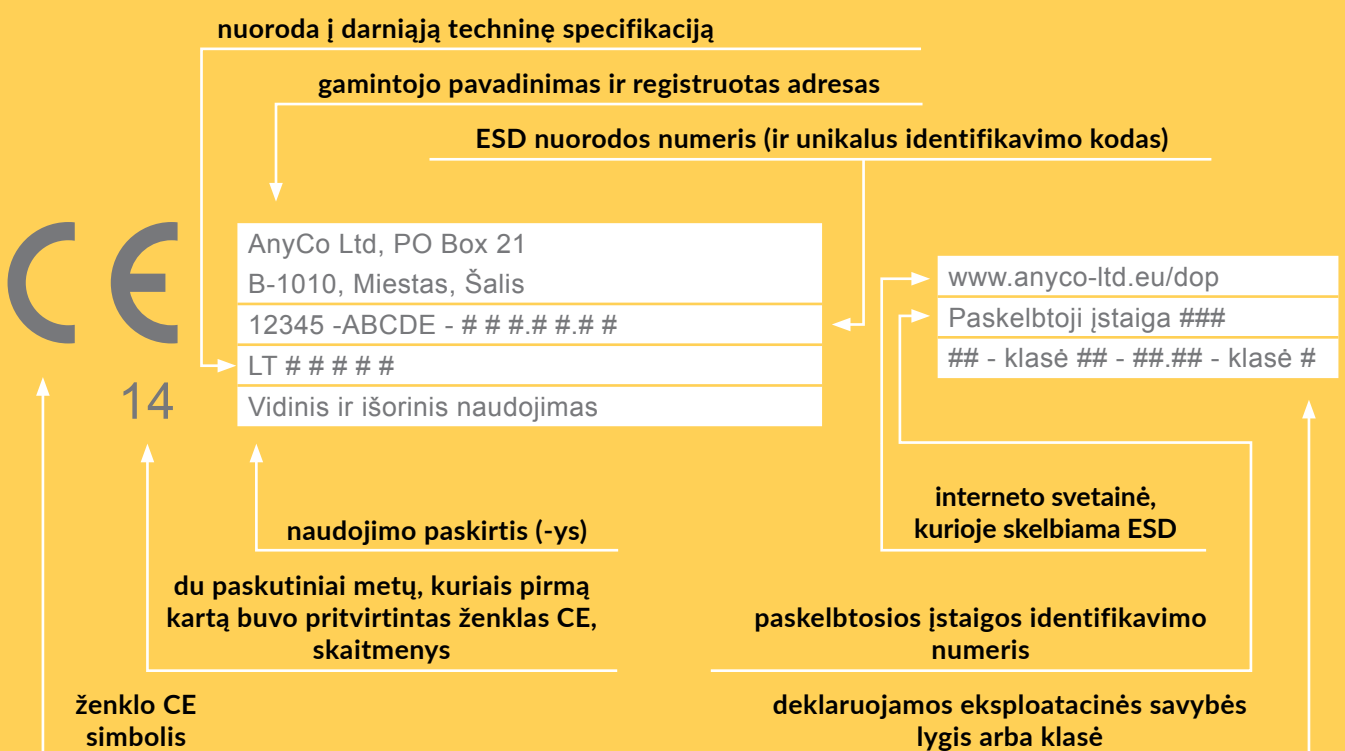 nuoroda į darniąją techninę specifikaciją
gamintojo pavadinimas ir registruotas adresas
ESD nuorodos numeris (ir unikalus identifikavimo kodas)
CE
14
AnyCo Ltd, PO Box 21
B-1010, Miestas, Šalis
12345 -ABCDE - # # #.# #.# #
LT # # # # #
Vidinis ir išorinis naudojimas
www.anyco-ltd.eu/dop
Paskelbtoji įstaiga ###
## - klasė ## - ##.## - klasė #
naudojimo paskirtis (-ys)
interneto svetainė,
kurioje skelbiama ESD
du paskutiniai metų, kuriais pirmą
kartą buvo pritvirtintas ženklas CE,
skaitmenys
paskelbtosios įstaigos identifikavimo
numeris
ženklo CE
simbolis
deklaruojamos eksploatacinės savybės
lygis arba klasė